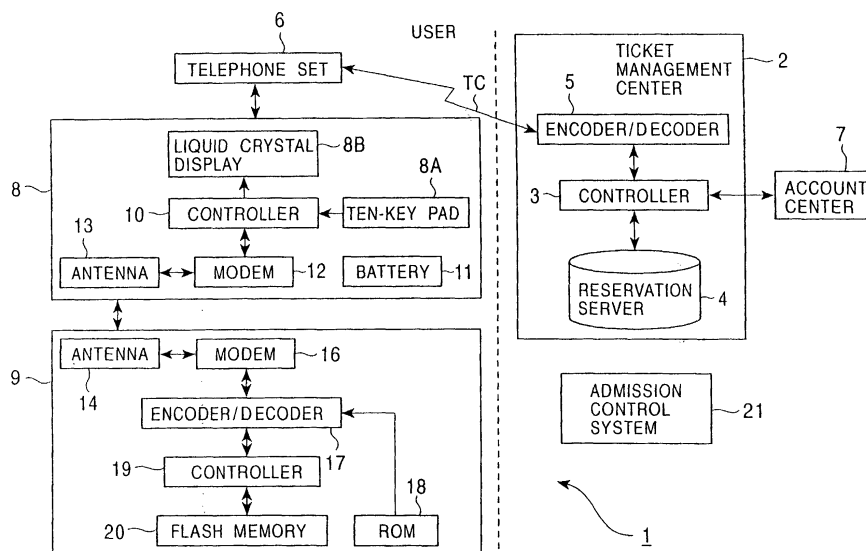 6
USER
TELEPHONE SET
TC
TICKET
MANAGEMENT
CENTER
2
5
ENCODER/DECODER
7
ACCOUNT
CENTER
3
CONTROLLER
RESERVATION
SERVER
4
8
LIQUID CRYSTAL
DISPLAY
8B
8A
10
CONTROLLER
TEN-KEY PAD
13
ANTENNA
MODEM
12
BATTERY
11
9
ANTENNA
14
MODEM
16
ENCODER/DECODER
17
19
CONTROLLER
18
20
FLASH MEMORY
ROM
ADMISSION
CONTROL
SYSTEM
21
1